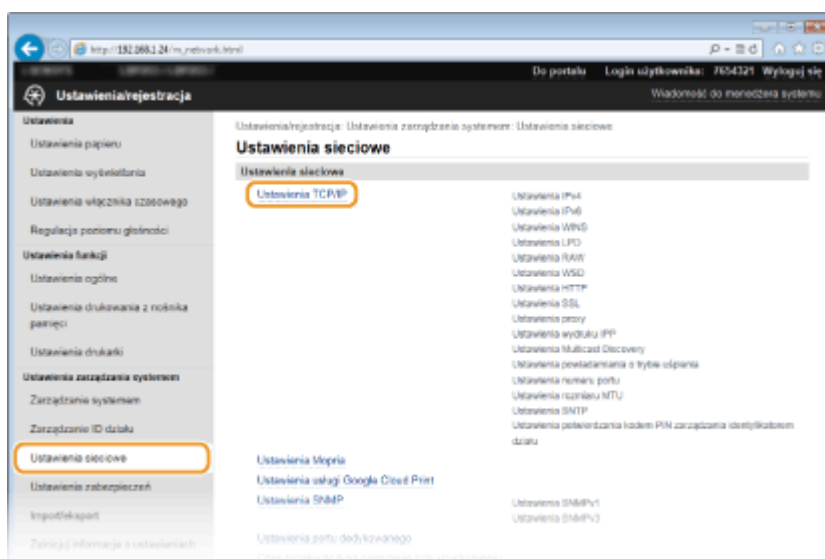 http://192.168.1.24/m_network.html
Do portalu Login użytkownika: 7654321 Wyloguj się
Ustawienia/rejestracja
Wiadomość do menedżera systemu
Ustawienia
Ustawienia papieru
Ustawienia wyświetlania
Ustawienia włącznika czasowego
Regulacja poziomu głośności
Ustawienia funkcji
Ustawienia ogólne
Ustawienia drukowania z nośnika
pamięci
Ustawienia drukarki
Ustawienia zarządzania systemem
Zarządzanie systemem
Zarządzanie ID działu
Ustawienia sieciowe
Ustawienia zabezpieczeń
Import/eksport
Zainicjuj informacje o ustawieniach
Ustawienia/rejestracja: Ustawienia zarządzania systemem: Ustawienia sieciowe
Ustawienia sieciowe
Ustawienia sieciowe
Ustawienia TCP/IP
Ustawienia IPv4
Ustawienia IPv6
Ustawienia WINS
Ustawienia LPD
Ustawienia RAW
Ustawienia WSD
Ustawienia HTTP
Ustawienia SSL
Ustawienia proxy
Ustawienia wydruku IPP
Ustawienia Multicast Discovery
Ustawienia powiadamiania o trybie uśpienia
Ustawienia numeru portu
Ustawienia rozmiaru MTU
Ustawienia SNTP
Ustawienia potwierdzania kodem PIN zarządzania identyfikatorem
działu
Ustawienia Mopria
Ustawienia usługi Google Cloud Print
Ustawienia SNMP
Ustawienia SNMPv1
Ustawienia SNMPv3
Ustawienia portu dedykowanego